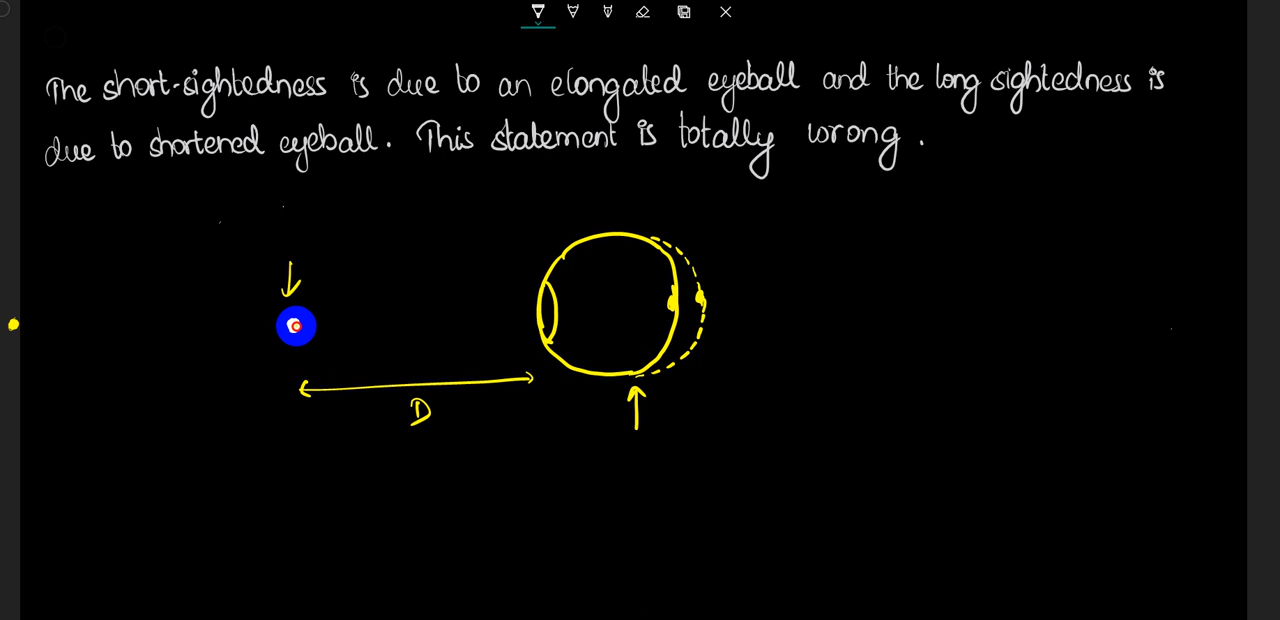 The short-sightedness is due to an elongated eyeball and the long sightedness is
due to shortened eyeball. This statement is totally wrong.
D